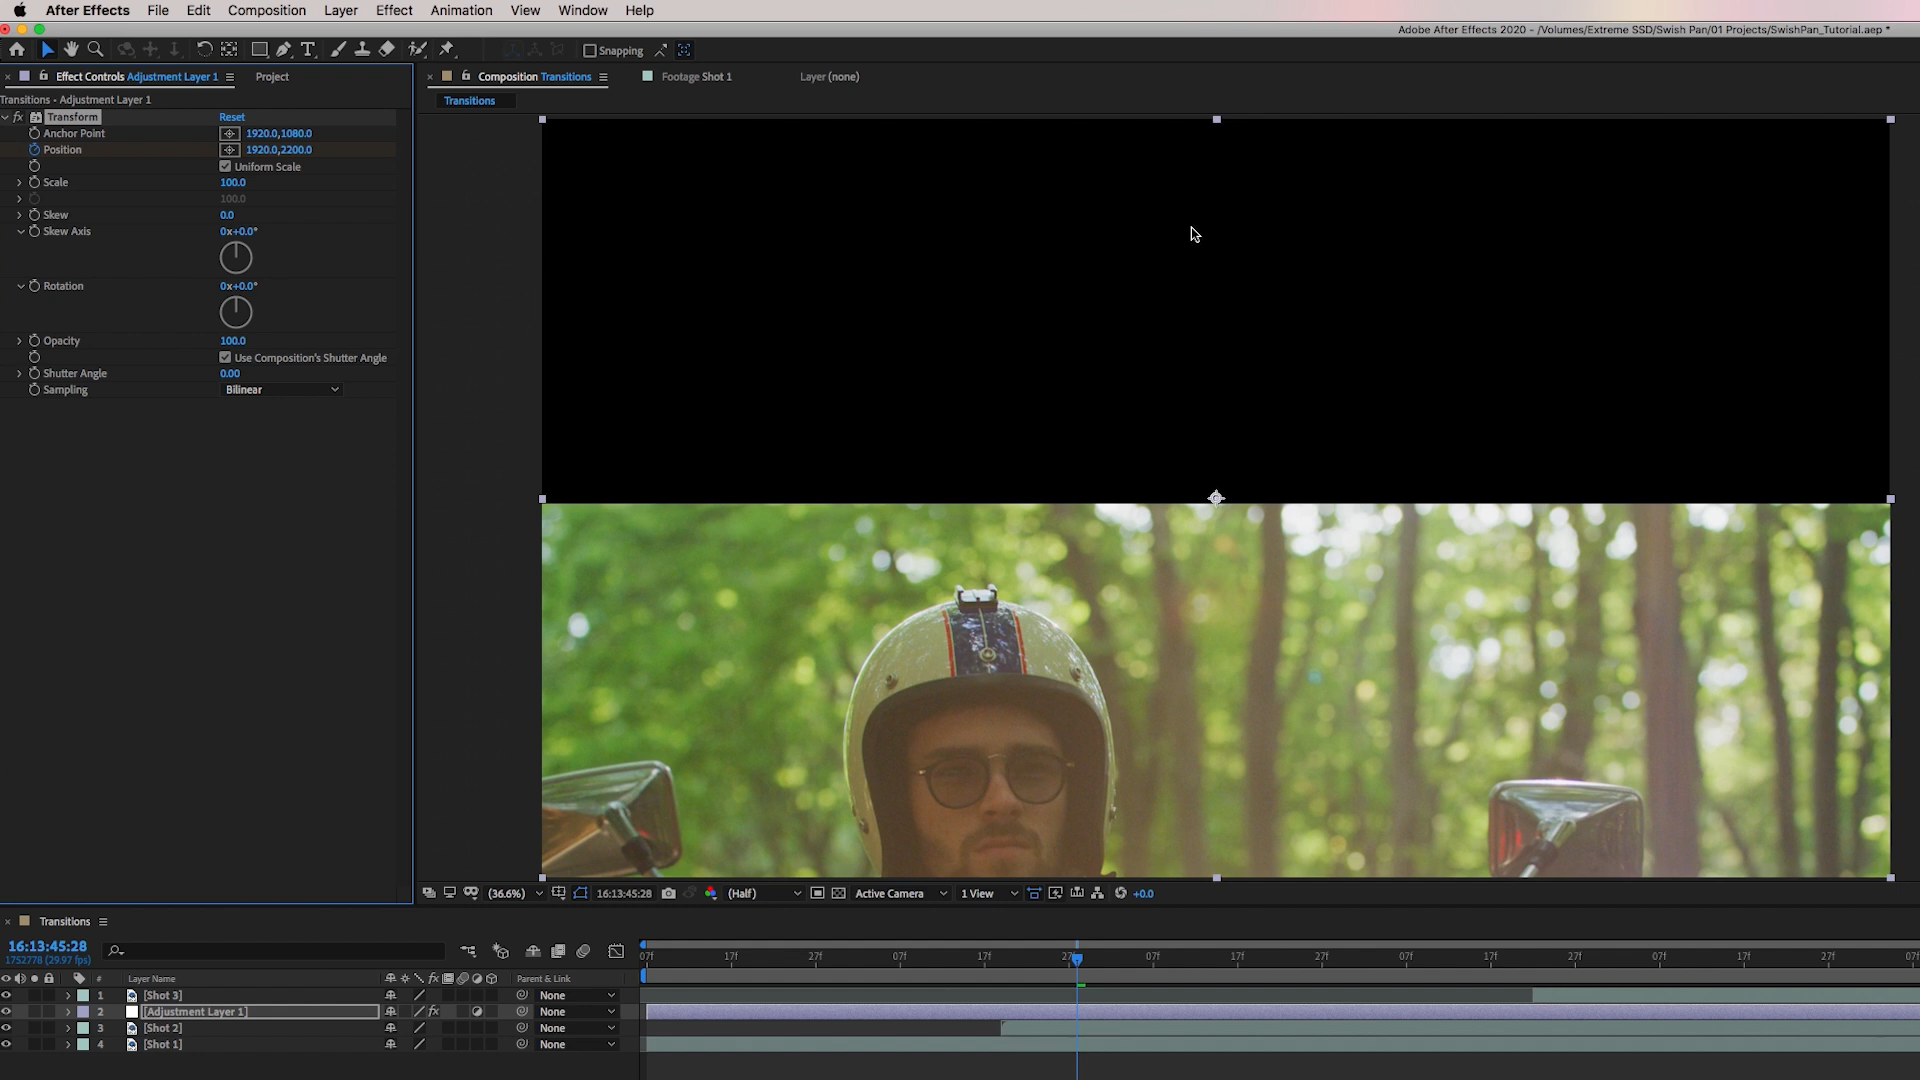 After Effects File Edit Composition Layer Effect Animation View Window Help
Adobe After Effects 2020 - /Volumes/Extreme SSD/Swish Pan/01 Projects/SwishPan_Tutorial.aep *
Snapping
Effect Controls Adjustment Layer 1 Project
Composition Transitions Footage Shot 1 Layer (none)
Transitions - Adjustment Layer 1
Transitions
fx Transform Reset
Anchor Point 1920.0,1080.0
Position 1920.0,2200.0
Uniform Scale
Scale 100.0
100.0
Skew 0.0
Skew Axis 0x+0.0°
Rotation 0x+0.0°
Opacity 100.0
Use Composition's Shutter Angle
Shutter Angle 0.00
Sampling Bilinear
(36.6%) 16:13:45:28 (Half) Active Camera 1 View +0.0
Transitions
16:13:45:28
1752778 (29.97 fps)
07f 17f 27f 07f 17f 27f 07f 17f 27f 07f 17f 27f 07f 17f 27f 07f
# Layer Name fx Parent & Link
1 [Shot 3] None
2 [Adjustment Layer 1] fx None
3 [Shot 2] None
4 [Shot 1] None